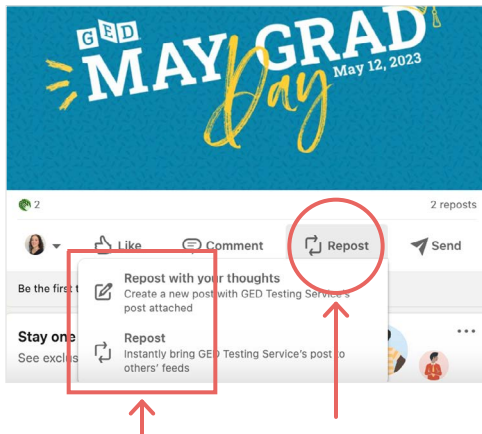 GED
MAY GRAD
Day
May 12, 2023
2
2 reposts
Like
Comment
Repost
Send
Be the first
Repost with your thoughts
Create a new post with GED Testing Service's
post attached
Stay one
See exclus
Repost
Instantly bring GED Testing Service's post to
others' feeds